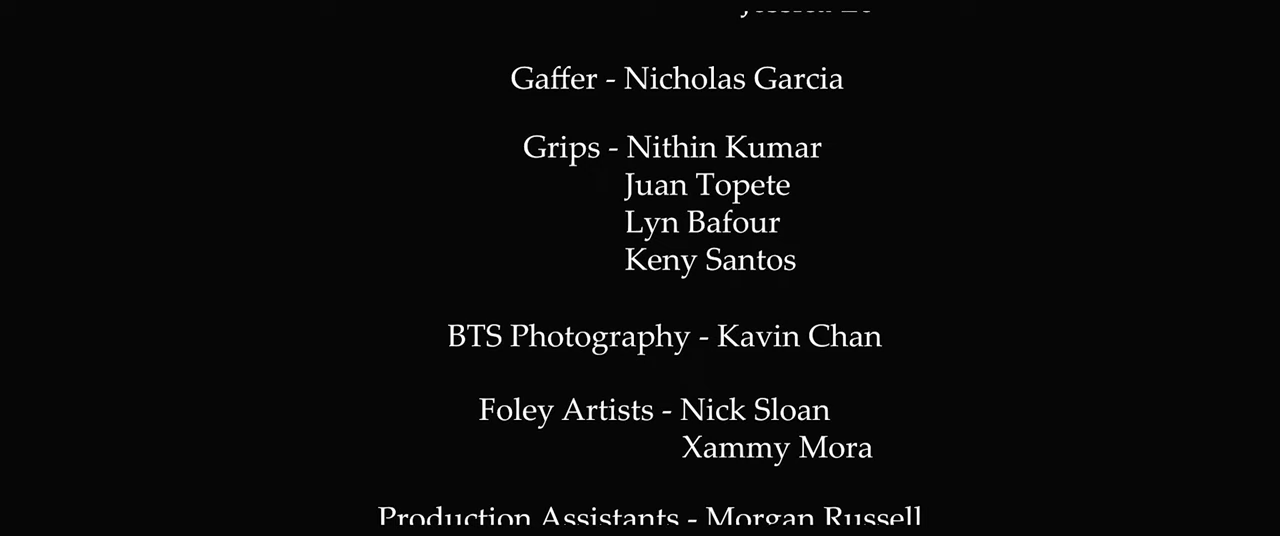 Gaffer - Nicholas Garcia
Grips - Nithin Kumar
Juan Topete
Lyn Bafour
Keny Santos
BTS Photography - Kavin Chan
Foley Artists - Nick Sloan
Xammy Mora
Production Assistants - Morgan Russell